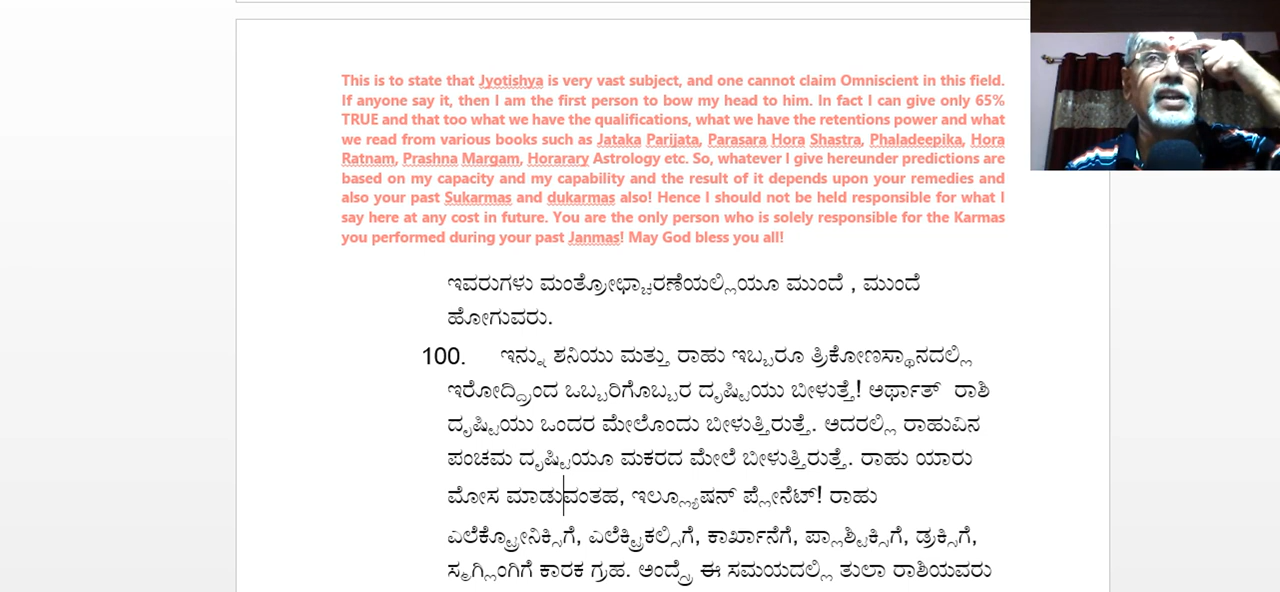 This is to state that Jyotishya is very vast subject, and one cannot claim Omniscient in this field.
If anyone say it, then I am the first person to bow my head to him. In fact I can give only 65%
TRUE and that too what we have the qualifications, what we have the retentions power and what
we read from various books such as Jataka Parijata, Parasara Hora Shastra, Phaladeepika, Hora
Ratnam, Prashna Margam, Horarary Astrology etc. So, whatever I give hereunder predictions are
based on my capacity and my capability and the result of it depends upon your remedies and
also your past Sukarmas and dukarmas also! Hence I should not be held responsible for what I
say here at any cost in future. You are the only person who is solely responsible for the Karmas
you performed during your past Janmas! May God bless you all!
ಇವರುಗಳು ಮಂತ್ರೋಛ್ಚಾರಣೆಯಲ್ಲಿಯೂ ಮುಂದೆ , ಮುಂದೆ
ಹೋಗುವರು.
100. ಇನ್ನು ಶನಿಯು ಮತ್ತು ರಾಹು ಇಬ್ಬರೂ ತ್ರಿಕೋಣಸ್ಥಾನದಲ್ಲಿ
ಇರೋದ್ದ್ರಿಂದ ಒಬ್ಬರಿಗೊಬ್ಬರ ದೃಷ್ಟಿಯು ಬೀಳುತ್ತೆ! ಅರ್ಥಾತ್ ರಾಶಿ
ದೃಷ್ಟಿಯು ಒಂದರ ಮೇಲೊಂದು ಬೀಳುತ್ತಿರುತ್ತೆ. ಅದರಲ್ಲಿ ರಾಹುವಿನ
ಪಂಚಮ ದೃಷ್ಟಿಯೂ ಮಕರದ ಮೇಲೆ ಬೀಳುತ್ತಿರುತ್ತೆ. ರಾಹು ಯಾರು
ಮೋಸ ಮಾಡುವಂತಹ, ಇಲ್ಲ್ಯೂಷನ್ ಪ್ಲೇನೆಟ್! ರಾಹು
ಎಲೆಕ್ಟ್ರೋನಿಕ್ಸಿಗೆ, ಎಲೆಕ್ಟ್ರಿಕಲ್ಸಿಗೆ, ಕಾರ್ಖಾನೆಗೆ, ಪ್ಲಾಶ್ಟಿಕ್ಸಿಗೆ, ಡ್ರಕ್ಸಿಗೆ,
ಸ್ಮಗ್ಲಿಂಗಿಗೆ ಕಾರಕ ಗ್ರಹ. ಅಂದ್ರೆ ಈ ಸಮಯದಲ್ಲಿ ತುಲಾ ರಾಶಿಯವರು